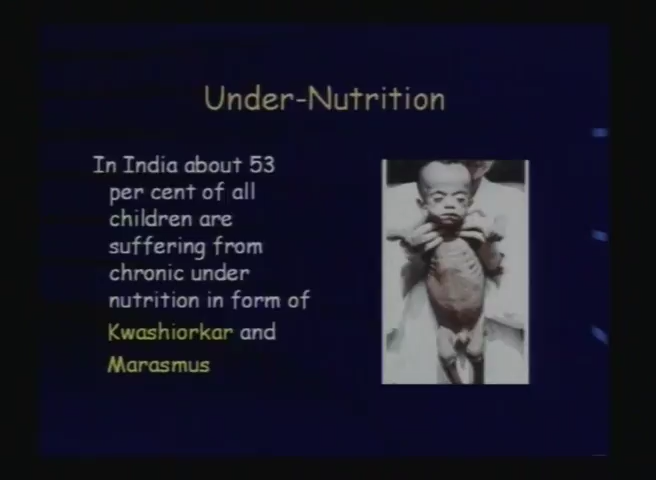 Under-Nutrition
In India about 53
per cent of all
children are
suffering from
chronic under
nutrition in form of
Kwashiorkar and
Marasmus